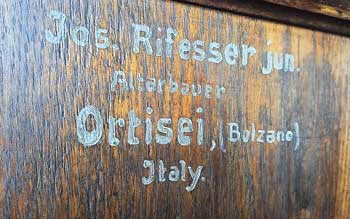 Jos. Rifesser jun.
Altarbauer
Ortisei, (Bolzano)
Italy.